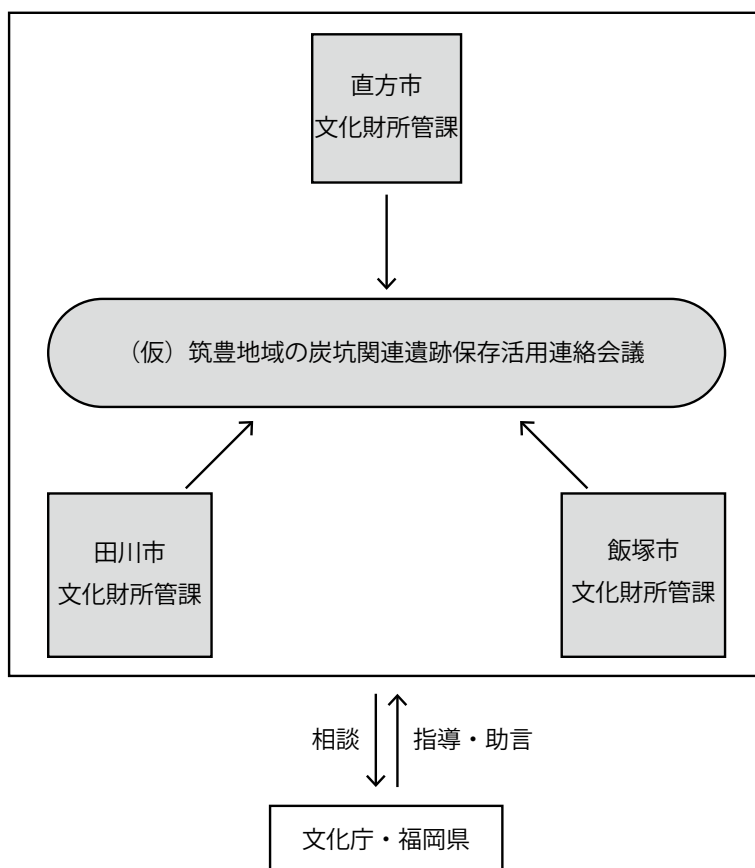 直方市
文化財所管課
（仮）筑豊地域の炭坑関連遺跡保存活用連絡会議
田川市
文化財所管課
飯塚市
文化財所管課
相談
指導・助言
文化庁・福岡県